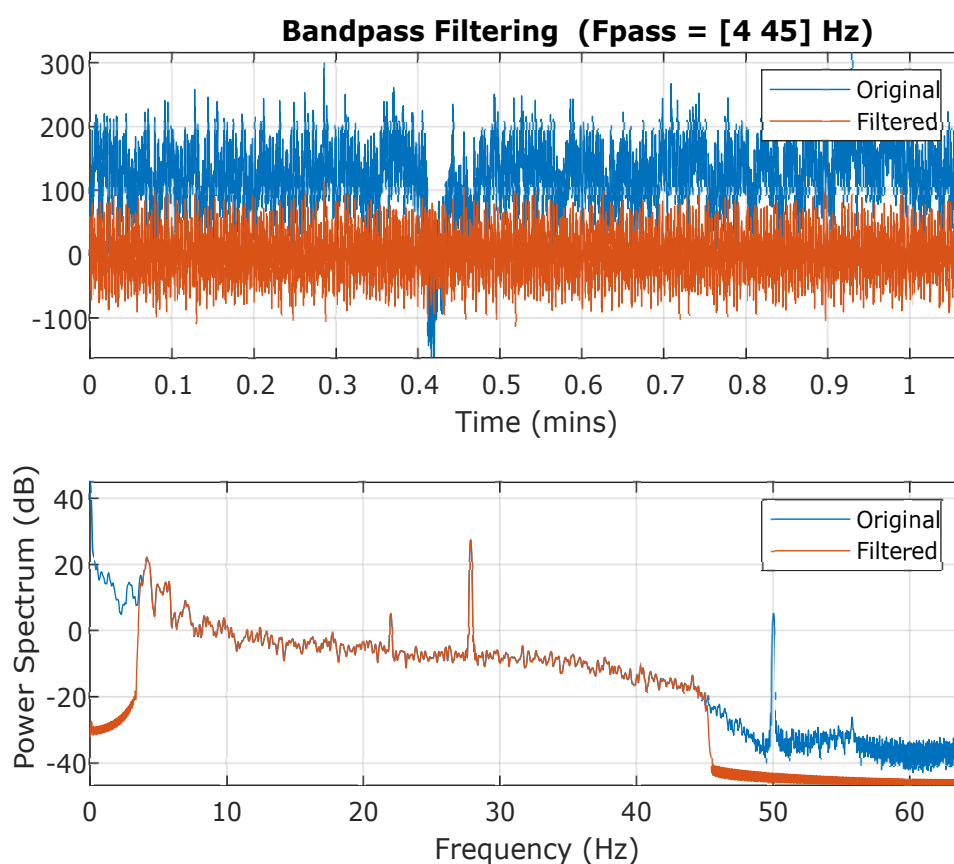 Bandpass Filtering (Fpass = [4 45] Hz)
300
200
100
0
-100
Original
Filtered
0 0.1 0.2 0.3 0.4 0.5 0.6 0.7 0.8 0.9 1
Time (mins)
Power Spectrum (dB)
40
20
0
-20
-40
Original
Filtered
0 10 20 30 40 50 60
Frequency (Hz)